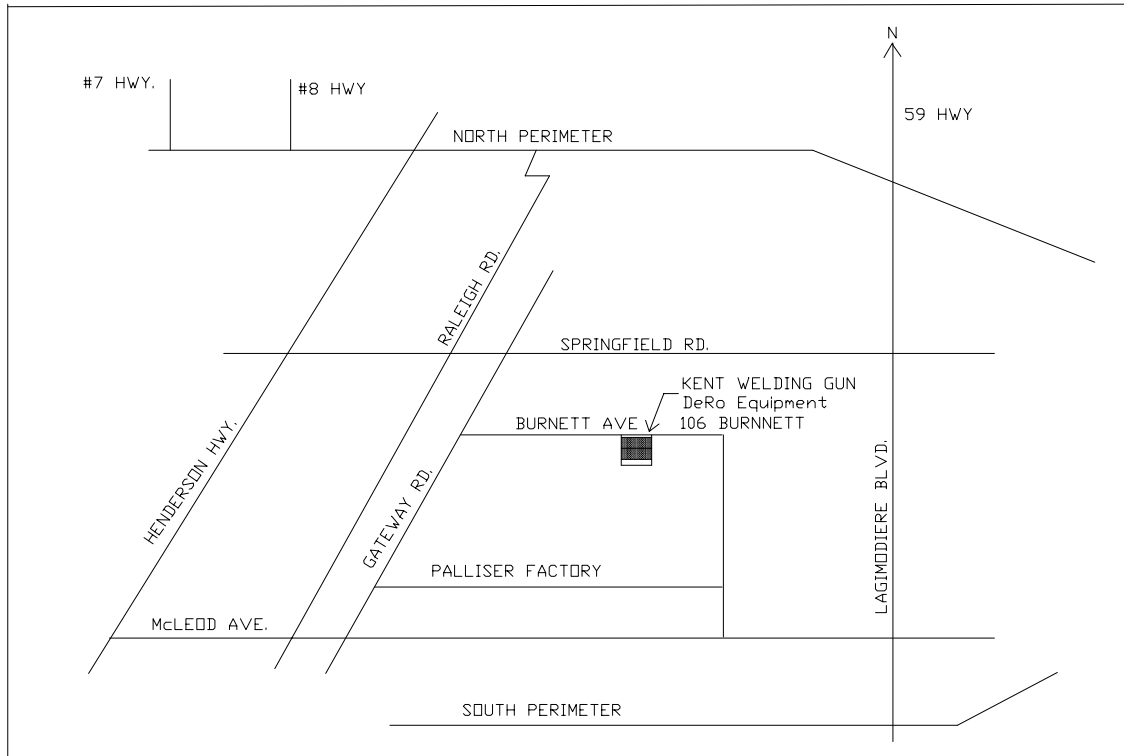 N
#7 HWY.
#8 HWY
59 HWY
NORTH PERIMETER
RALEIGH RD.
SPRINGFIELD RD.
KENT WELDING GUN
DeRo Equipment
BURNETT AVE
106 BURNNETT
HENDERSON HWY.
GATEWAY RD.
LAGIMODIERE BLVD.
PALLISER FACTORY
McLEOD AVE.
SOUTH PERIMETER